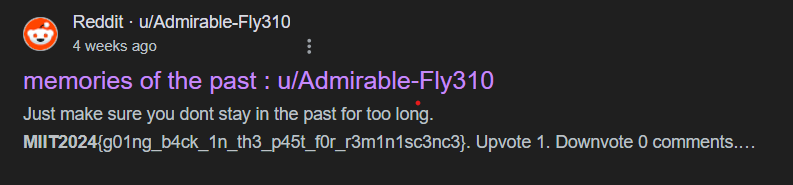 Reddit · u/Admirable-Fly310
4 weeks ago
memories of the past : u/Admirable-Fly310
Just make sure you dont stay in the past for too long.
MIIT2024{g01ng_b4ck_1n_th3_p45t_f0r_r3m1n1sc3nc3}. Upvote 1. Downvote 0 comments....